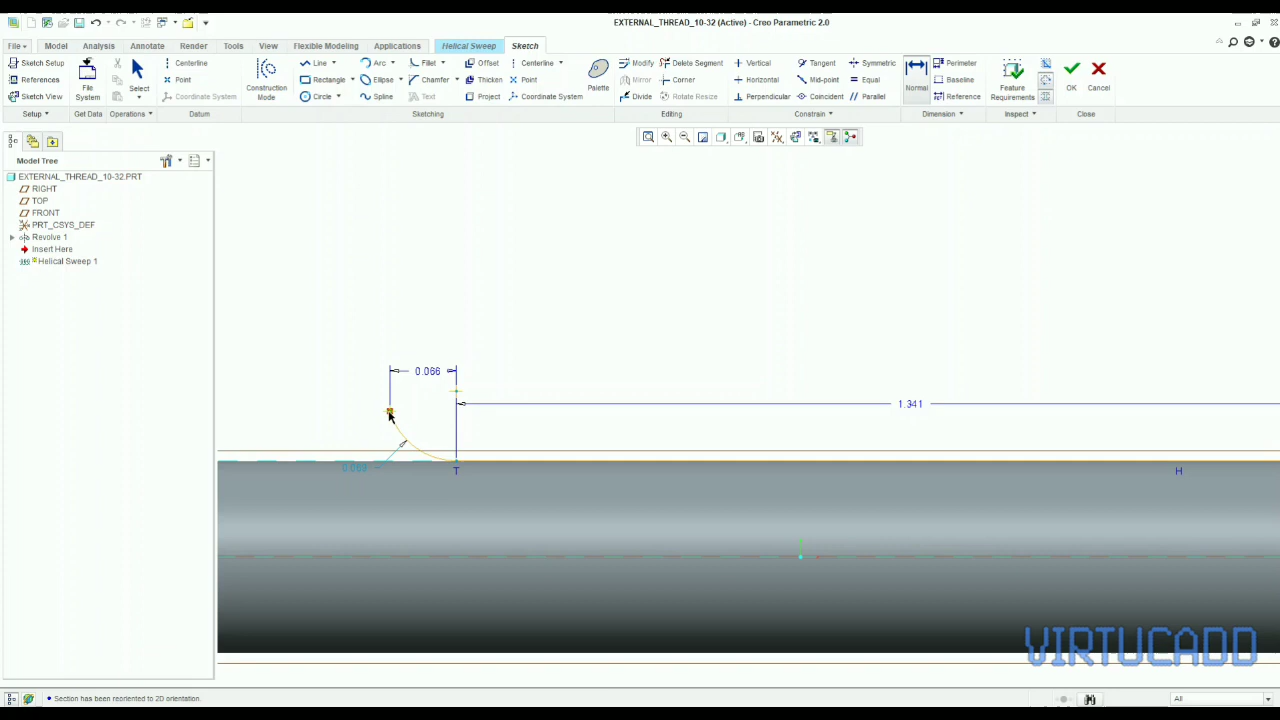 EXTERNAL_THREAD_10-32 (Active) - Creo Parametric 2.0
File Model Analysis Annotate Render Tools View Flexible Modeling Applications Helical Sweep Sketch
Sketch Setup
References
Sketch View
Setup
File System
Get Data
Select
Operations
Centerline
Point
Coordinate System
Datum
Construction Mode
Line Arc Fillet Offset Centerline
Rectangle Ellipse Chamfer Thicken Point
Circle Spline Text Project Coordinate System
Palette
Sketching
Modify Delete Segment
Mirror Corner
Divide Rotate Resize
Editing
Vertical Tangent Symmetric
Horizontal Mid-point Equal
Perpendicular Coincident Parallel
Constrain
Normal
Perimeter
Baseline
Reference
Dimension
Feature Requirements
Inspect
OK
Cancel
Close
Model Tree
EXTERNAL_THREAD_10-32.PRT
RIGHT
TOP
FRONT
PRT_CSYS_DEF
Revolve 1
Insert Here
Helical Sweep 1
0.066
1.341
0.069
T
H
VIRTUCADD
Section has been reoriented to 2D orientation.
All